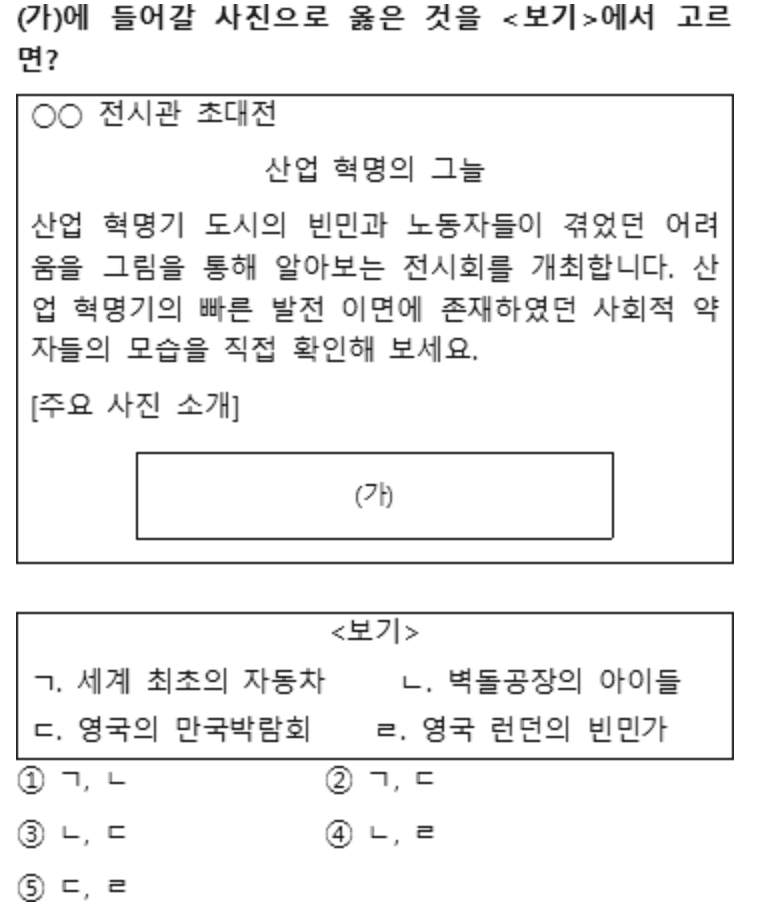 (가)에 들어갈 사진으로 옳은 것을 <보기>에서 고르
면?
○○ 전시관 초대전
산업 혁명의 그늘
산업 혁명기 도시의 빈민과 노동자들이 겪었던 어려
움을 그림을 통해 알아보는 전시회를 개최합니다. 산
업 혁명기의 빠른 발전 이면에 존재하였던 사회적 약
자들의 모습을 직접 확인해 보세요.
[주요 사진 소개]
(가)
<보기>
ㄱ. 세계 최초의 자동차 ㄴ. 벽돌공장의 아이들
ㄷ. 영국의 만국박람회 ㄹ. 영국 런던의 빈민가
① ㄱ, ㄴ ② ㄱ, ㄷ
③ ㄴ, ㄷ ④ ㄴ, ㄹ
⑤ ㄷ, ㄹ